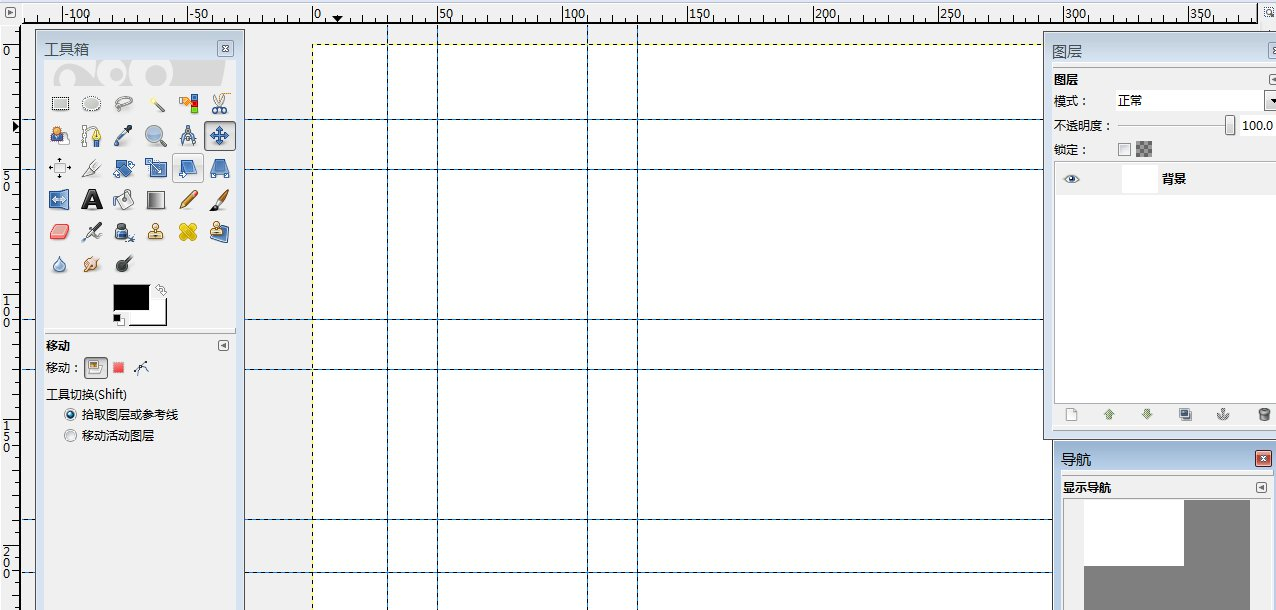 -100 -50 0 50 100 150 200 250 300 350
0
50
100
150
200
工具箱
移动
移动：
工具切换(Shift)
拾取图层或参考线
移动活动图层
图层
图层
模式： 正常
不透明度： 100.0
锁定：
背景
导航
显示导航